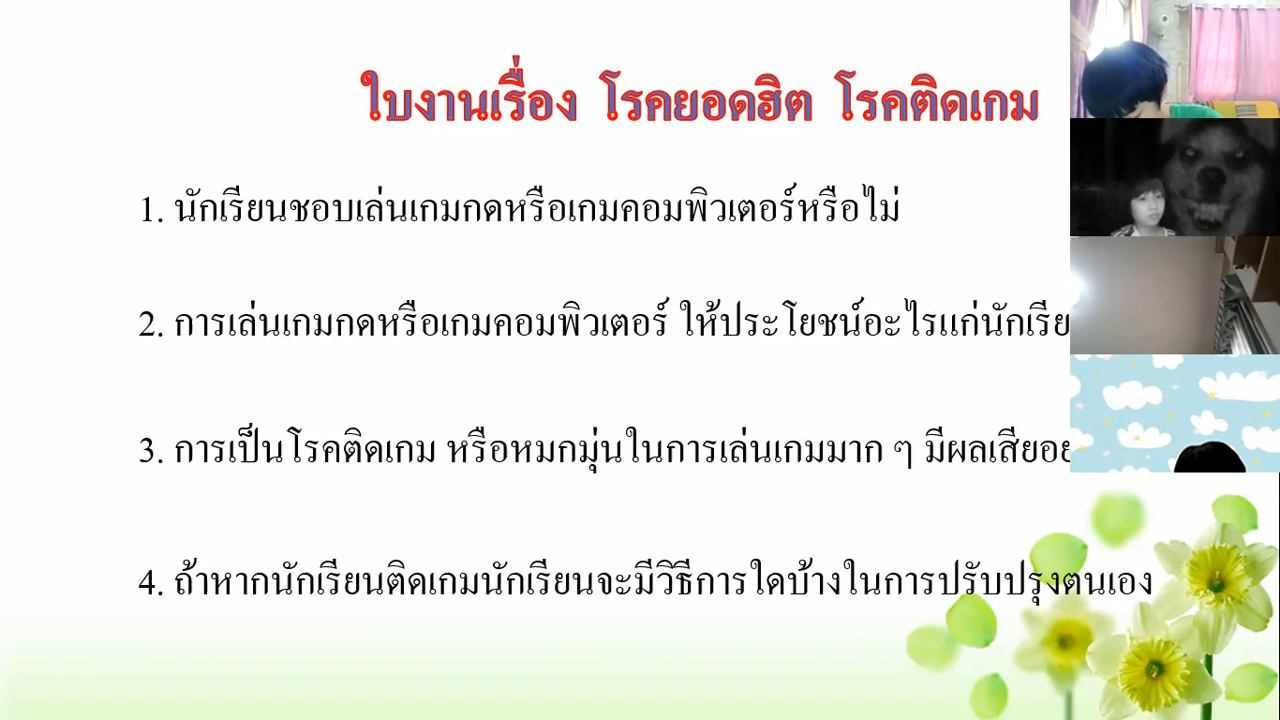 ใบงานเรื่อง โรคยอดฮิต โรคติดเกม
1. นักเรียนชอบเล่นเกมกดหรือเกมคอมพิวเตอร์หรือไม่
2. การเล่นเกมกดหรือเกมคอมพิวเตอร์ ให้ประโยชน์อะไรแก่นักเรีย
3. การเป็นโรคติดเกม หรือหมกมุ่นในการเล่นเกมมาก ๆ มีผลเสีย
4. ถ้าหากนักเรียนติดเกมนักเรียนจะมีวิธีการใดบ้างในการปรับปรุงตนเอง